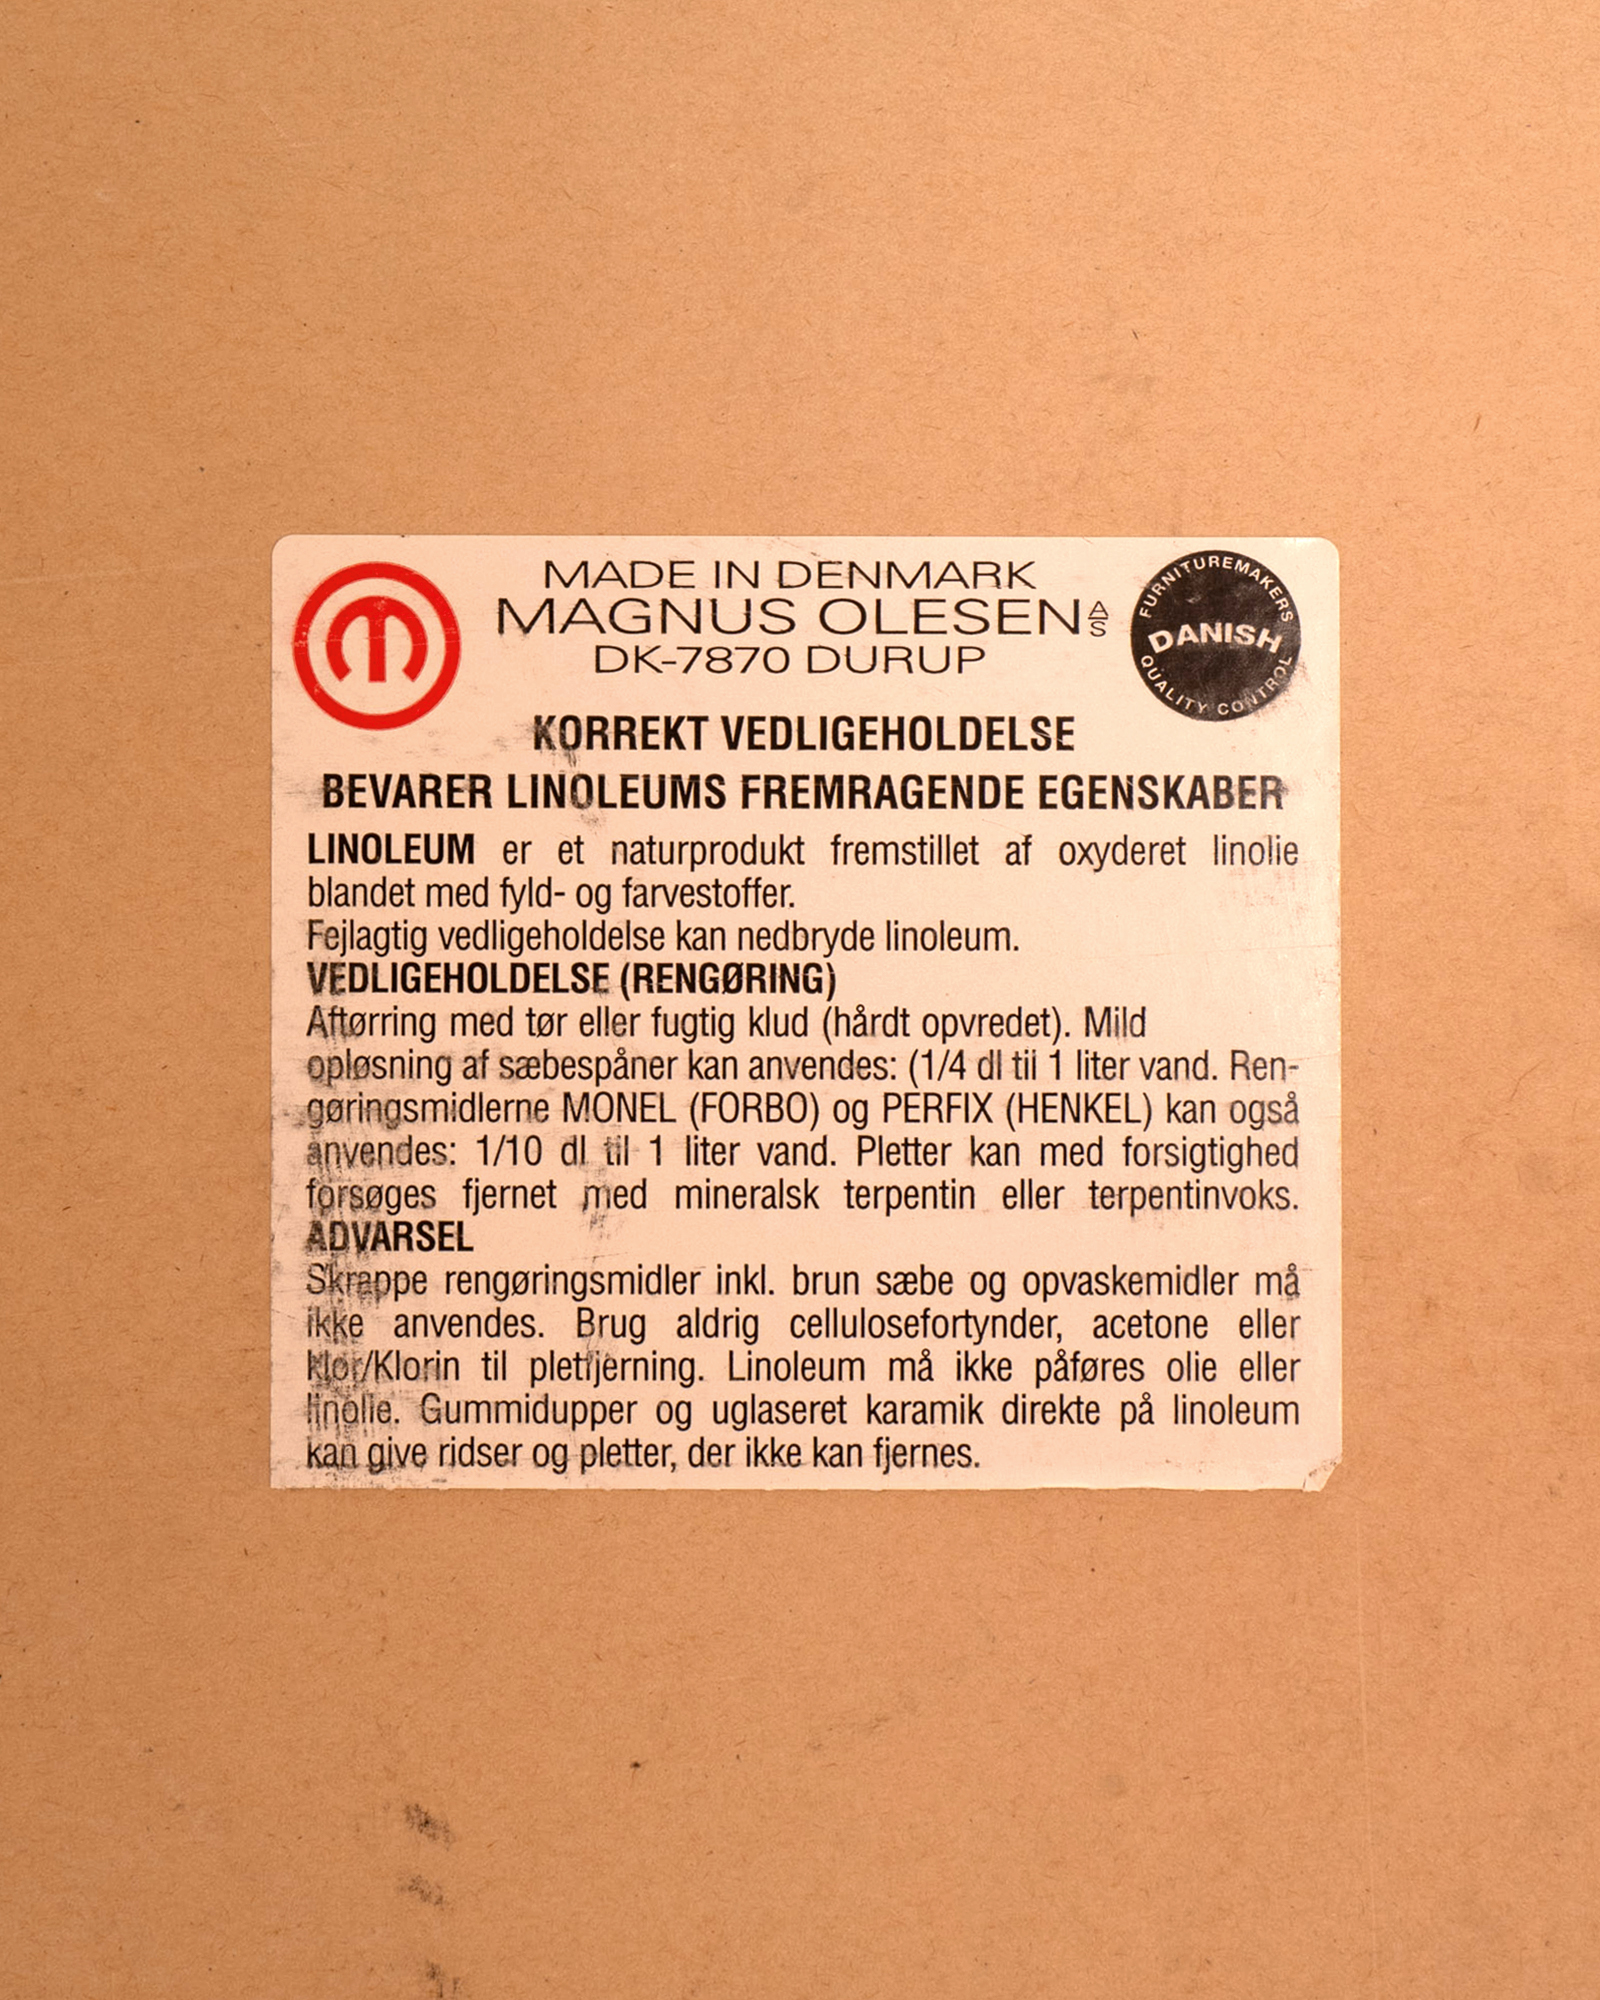 MADE IN DENMARK
MAGNUS OLESEN A/S
DK-7870 DURUP
FURNITUREMAKERS
DANISH
QUALITY CONTROL
KORREKT VEDLIGEHOLDELSE
BEVARER LINOLEUMS FREMRAGENDE EGENSKABER
LINOLEUM er et naturprodukt fremstillet af oxyderet linolie
blandet med fyld- og farvestoffer.
Fejlagtig vedligeholdelse kan nedbryde linoleum.
VEDLIGEHOLDELSE (RENGØRING)
Aftørring med tør eller fugtig klud (hårdt opvredet). Mild
opløsning af sæbespåner kan anvendes: (1/4 dl til 1 liter vand. Ren-
gøringsmidlerne MONEL (FORBO) og PERFIX (HENKEL) kan også
anvendes: 1/10 dl til 1 liter vand. Pletter kan med forsigtighed
forsøges fjernet med mineralsk terpentin eller terpentinvoks.
ADVARSEL
Skrappe rengøringsmidler inkl. brun sæbe og opvaskemidler må
ikke anvendes. Brug aldrig cellulosefortynder, acetone eller
klor/Klorin til pletfjerning. Linoleum må ikke påføres olie eller
linolie. Gummidupper og uglaseret karamik direkte på linoleum
kan give ridser og pletter, der ikke kan fjernes.